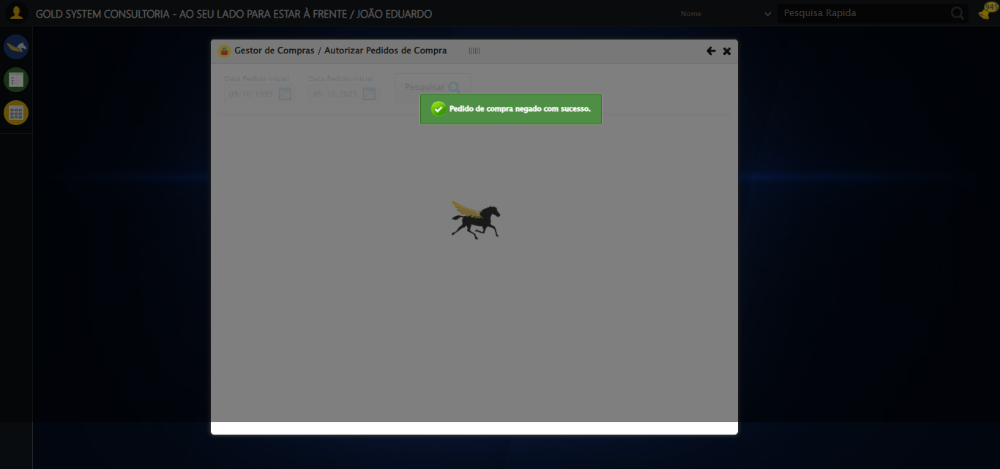 GOLD SYSTEM CONSULTORIA - AO SEU LADO PARA ESTAR À FRENTE / JOÃO EDUARDO
Nome
Pesquisa Rapida
945
Gestor de Compras / Autorizar Pedidos de Compra
Data Pedido Inicial
Data Pedido Inicial
09/10/1995
09/10/2025
Pesquisar
Pedido de compra negado com sucesso.